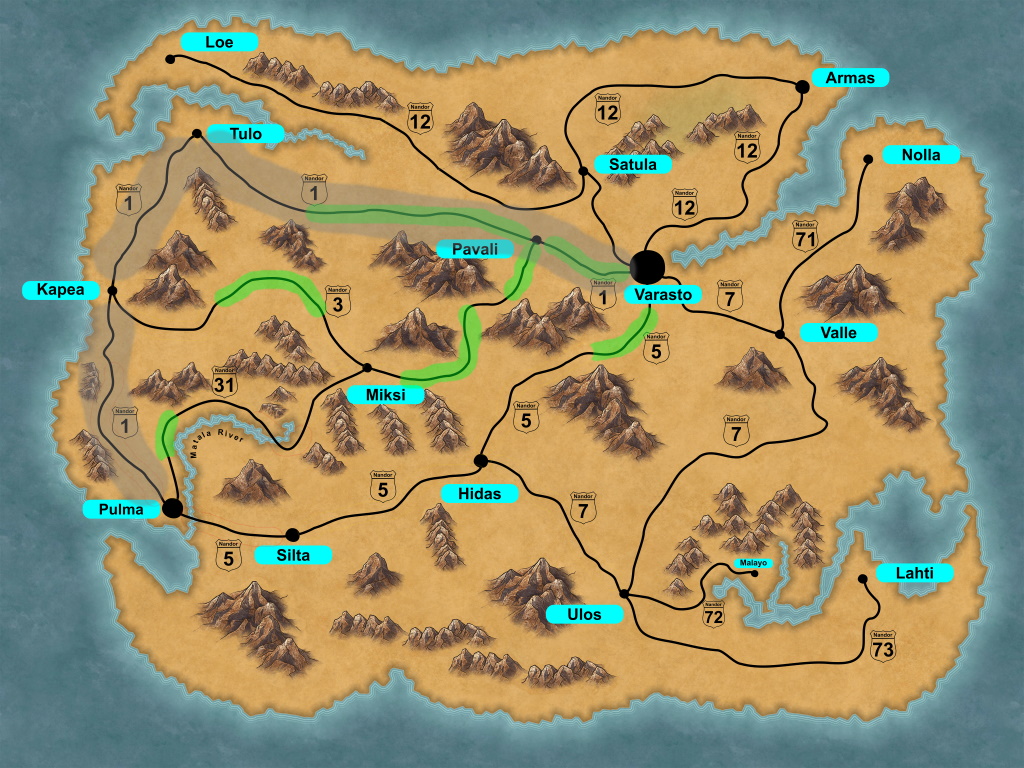 Loe
Armas
Nandor
12
Nandor
12
Nandor
12
Tulo
Nandor
12
Satula
Nolla
Nandor
1
Nandor
1
Nandor
12
Nandor
71
Pavali
Kapea
Nandor
3
Nandor
1
Varasto
Nandor
7
Valle
Nandor
5
Nandor
31
Miksi
Nandor
1
Matala River
Nandor
5
Nandor
7
Nandor
5
Hidas
Nandor
7
Pulma
Nandor
5
Silta
Malayo
Lahti
Ulos
Nandor
72
Nandor
73